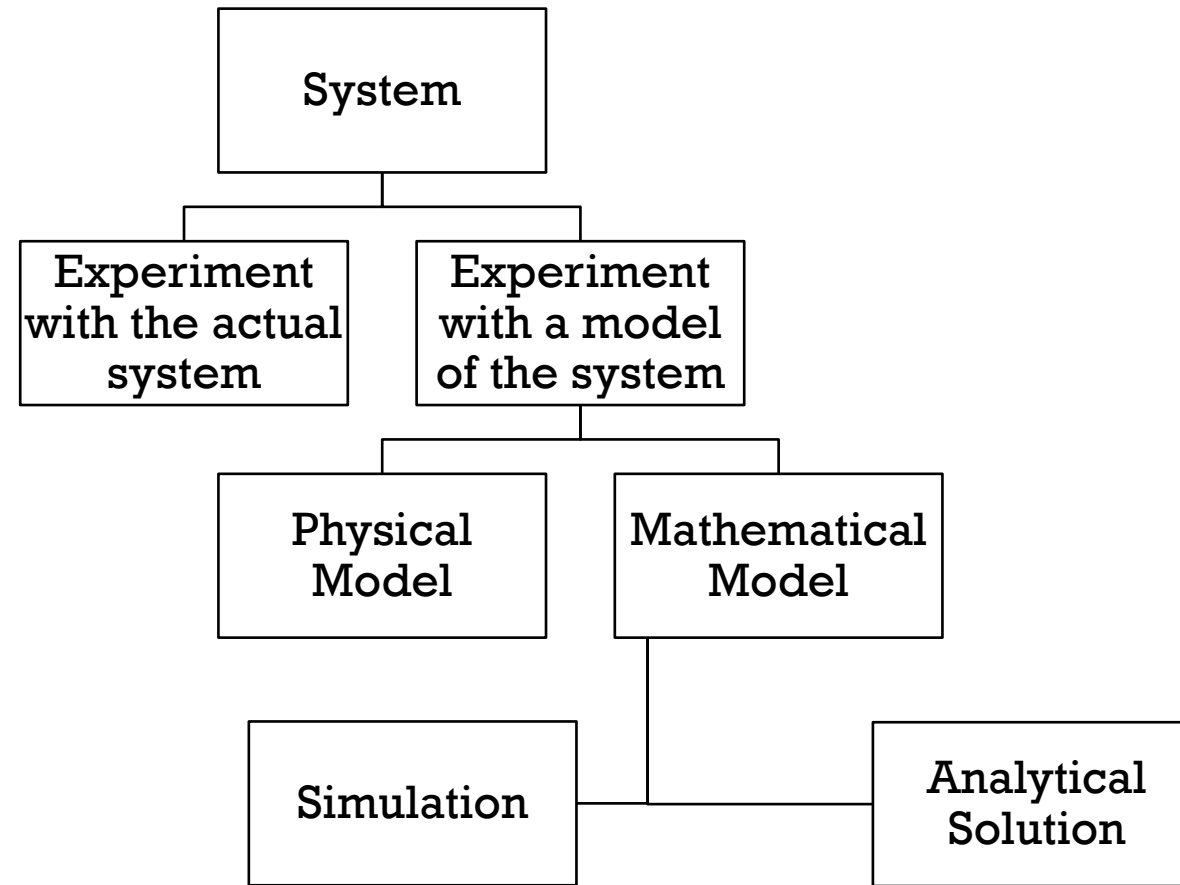 System
Experiment
with the actual
system
Experiment
with a model
of the system
Physical
Model
Mathematical
Model
Simulation
Analytical
Solution